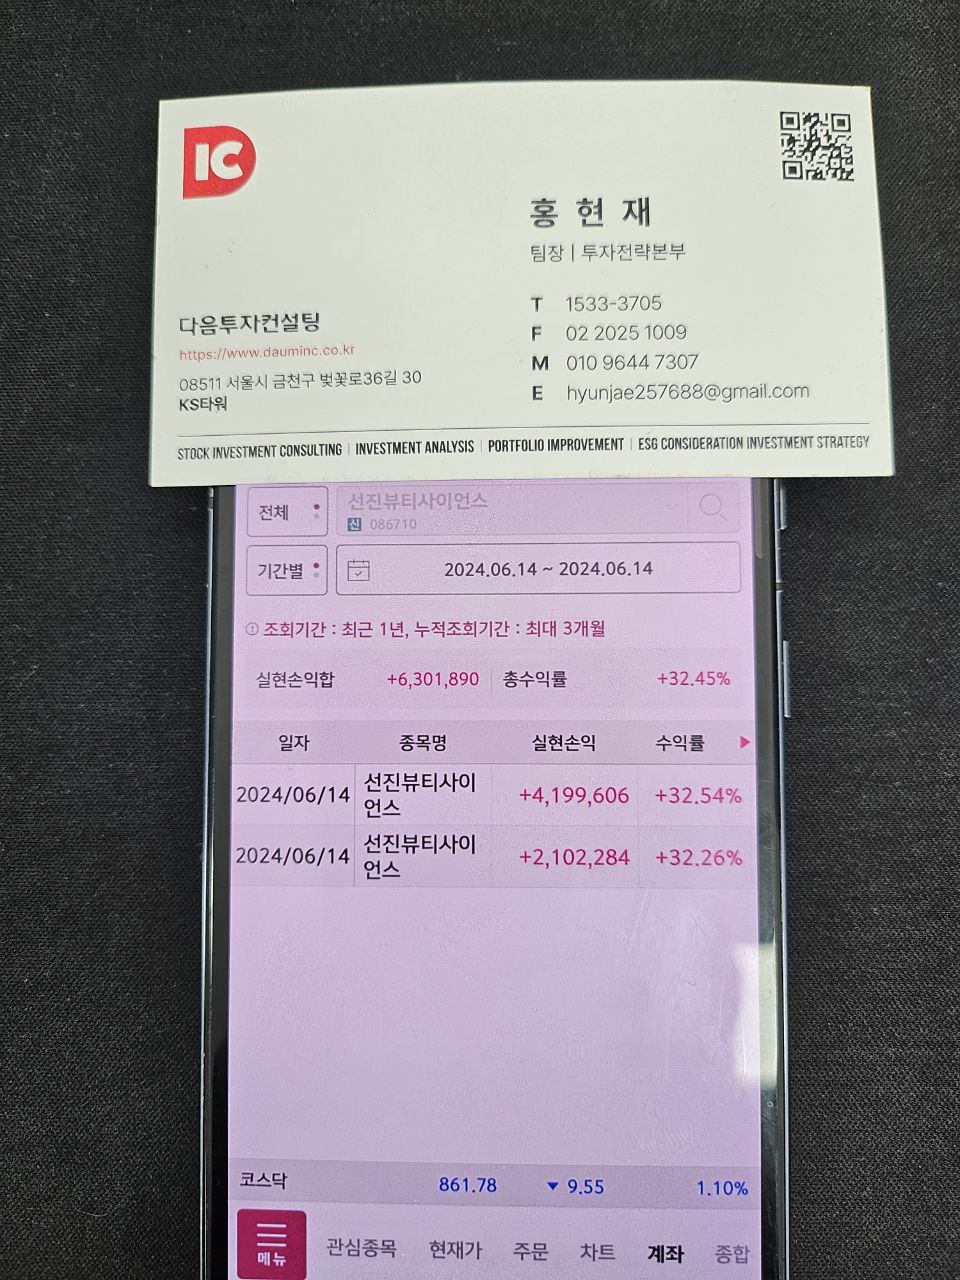 IC
홍현재
팀장 | 투자전략본부
다음투자컨설팅
https://www.dauminc.co.kr
08511 서울시 금천구 벚꽃로36길 30
KS타워
T 1533-3705
F 02 2025 1009
M 010 9644 7307
E hyunjae257688@gmail.com
STOCK INVESTMENT CONSULTING | INVESTMENT ANALYSIS | PORTFOLIO IMPROVEMENT | ESG CONSIDERATION INVESTMENT STRATEGY
전체 선진뷰티사이언스
신 086710
기간별 2024.06.14 ~ 2024.06.14
조회기간 : 최근 1년, 누적조회기간 : 최대 3개월
실현손익합 +6,301,890 총수익률 +32.45%
일자 종목명 실현손익 수익률
2024/06/14 선진뷰티사이언스 +4,199,606 +32.54%
2024/06/14 선진뷰티사이언스 +2,102,284 +32.26%
코스닥 861.78 ▼ 9.55 1.10%
메뉴 관심종목 현재가 주문 차트 계좌 종합